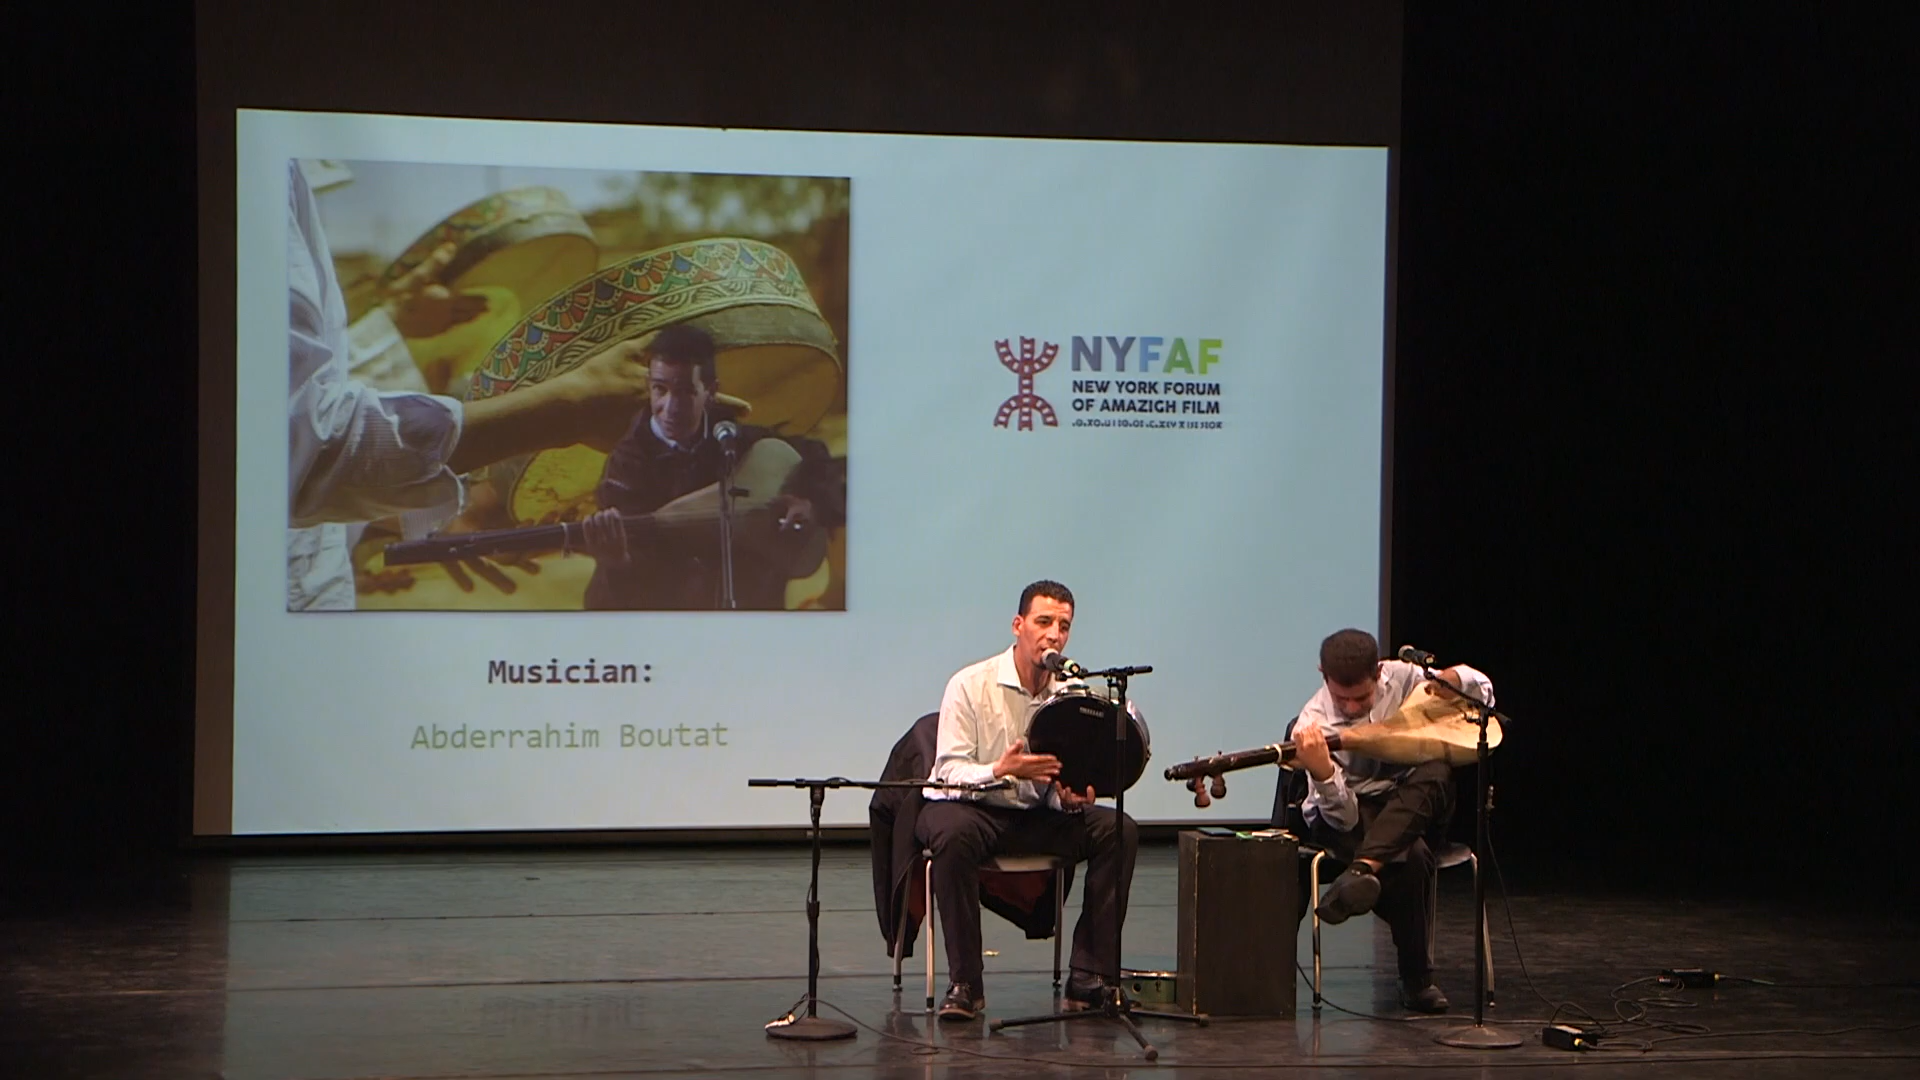 NYFAF
NEW YORK FORUM
OF AMAZIGH FILM
Musician:
Abderrahim Boutat